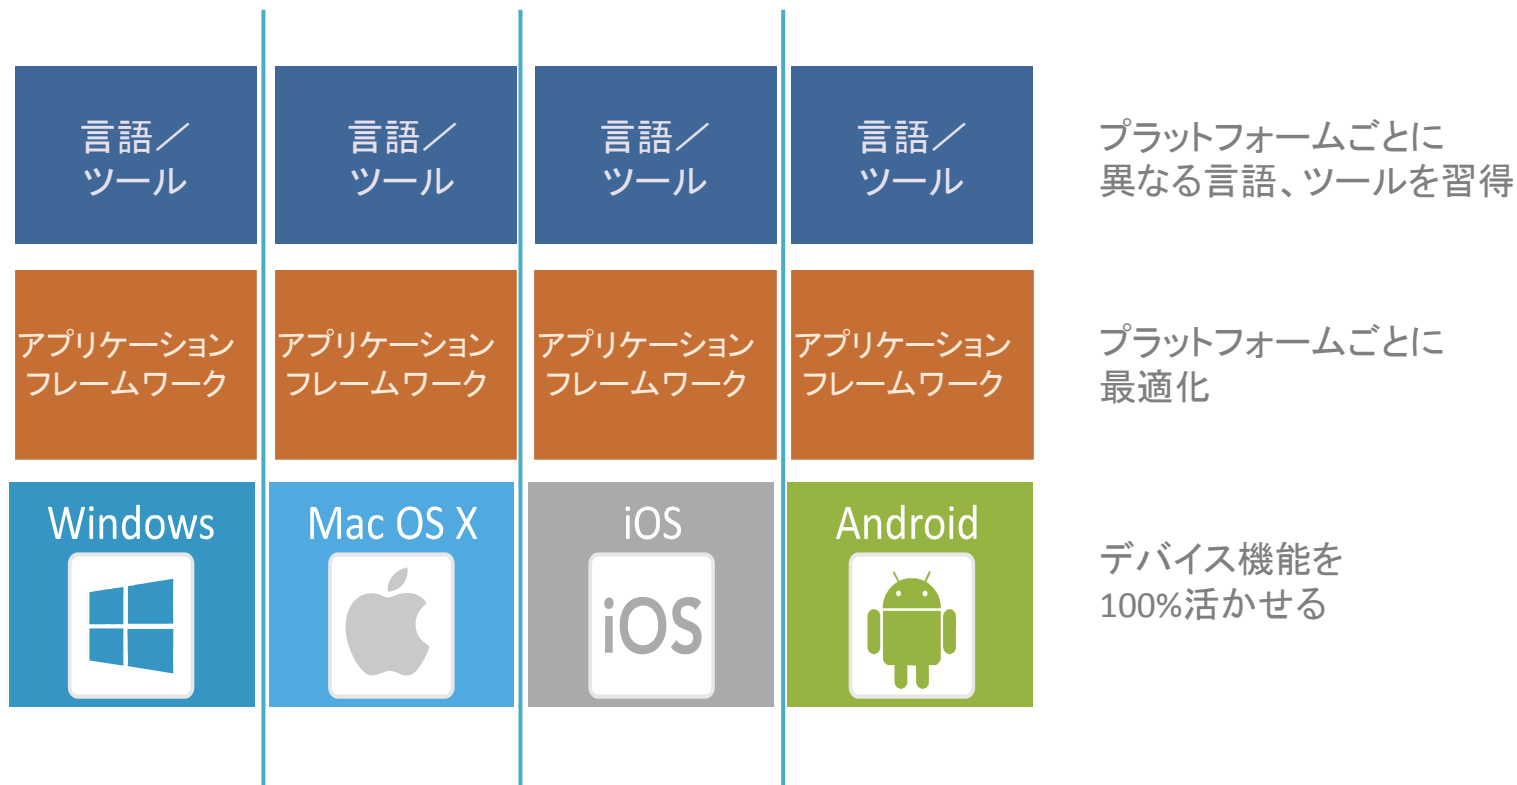 言語／
ツール
言語／
ツール
言語／
ツール
言語／
ツール
プラットフォームごとに
異なる言語、ツールを習得
アプリケーション
フレームワーク
アプリケーション
フレームワーク
アプリケーション
フレームワーク
アプリケーション
フレームワーク
プラットフォームごとに
最適化
Windows
Mac OS X
iOS
iOS
Android
デバイス機能を
100%活かせる